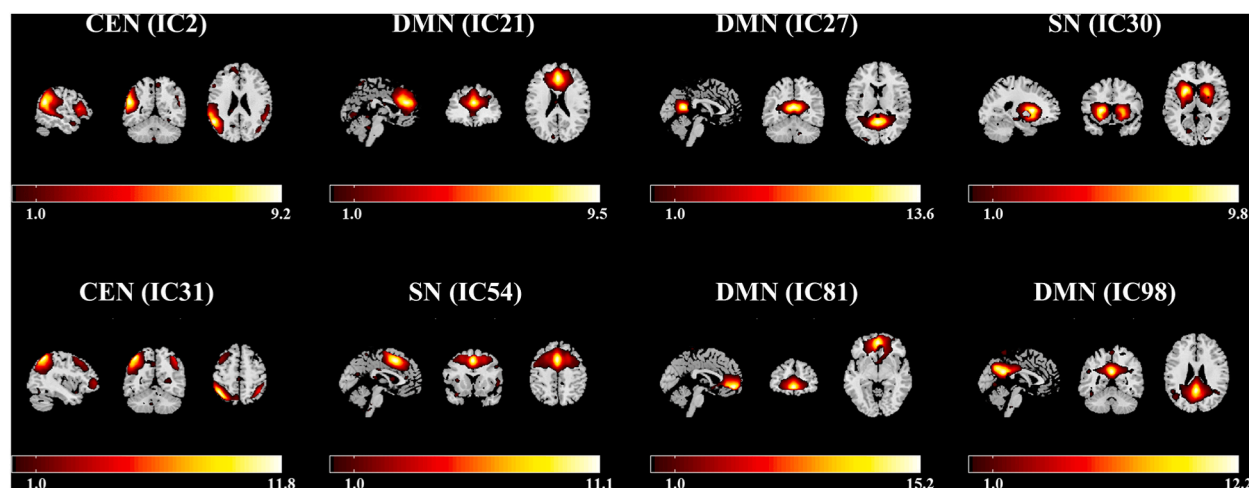 CEN (IC2) DMN (IC21) DMN (IC27) SN (IC30)
1.0 9.2 1.0 9.5 1.0 13.6 1.0 9.8
CEN (IC31) SN (IC54) DMN (IC81) DMN (IC98)
1.0 11.8 1.0 11.1 1.0 15.2 1.0 12.2